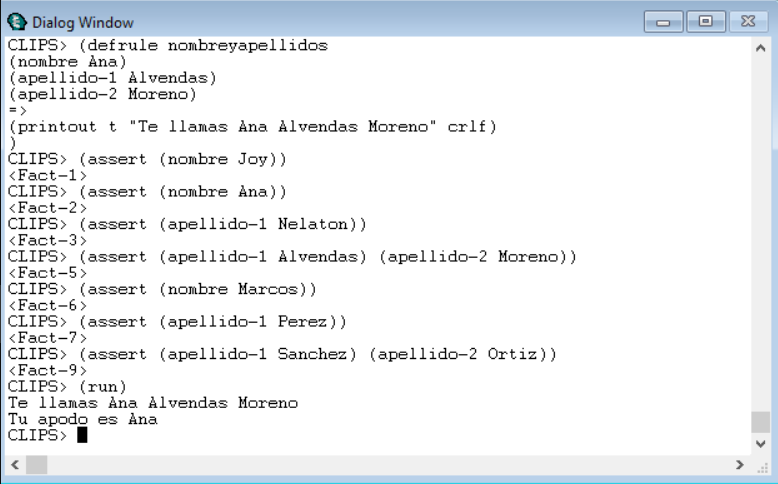 Dialog Window
CLIPS> (defrule nombreyapellidos
(nombre Ana)
(apellido-1 Alvendas)
(apellido-2 Moreno)
=>
(printout t "Te llamas Ana Alvendas Moreno" crlf)
)
CLIPS> (assert (nombre Joy))
<Fact-1>
CLIPS> (assert (nombre Ana))
<Fact-2>
CLIPS> (assert (apellido-1 Nelaton))
<Fact-3>
CLIPS> (assert (apellido-1 Alvendas) (apellido-2 Moreno))
<Fact-5>
CLIPS> (assert (nombre Marcos))
<Fact-6>
CLIPS> (assert (apellido-1 Perez))
<Fact-7>
CLIPS> (assert (apellido-1 Sanchez) (apellido-2 Ortiz))
<Fact-9>
CLIPS> (run)
Te llamas Ana Alvendas Moreno
Tu apodo es Ana
CLIPS>